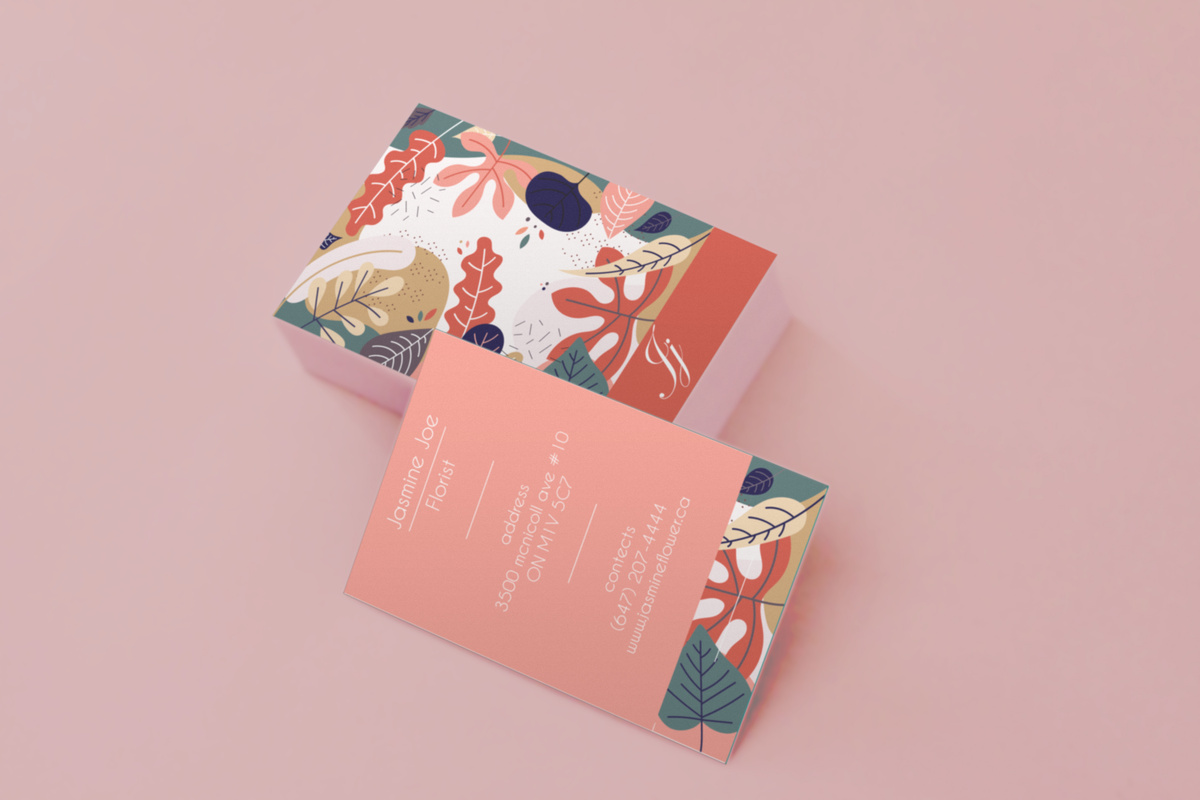 Jj
Jasmine Joe
Florist
address
3500 mcnicoll ave #10
ON M1V 5C7
contects
(647) 207-4444
www.jasmineflower.ca